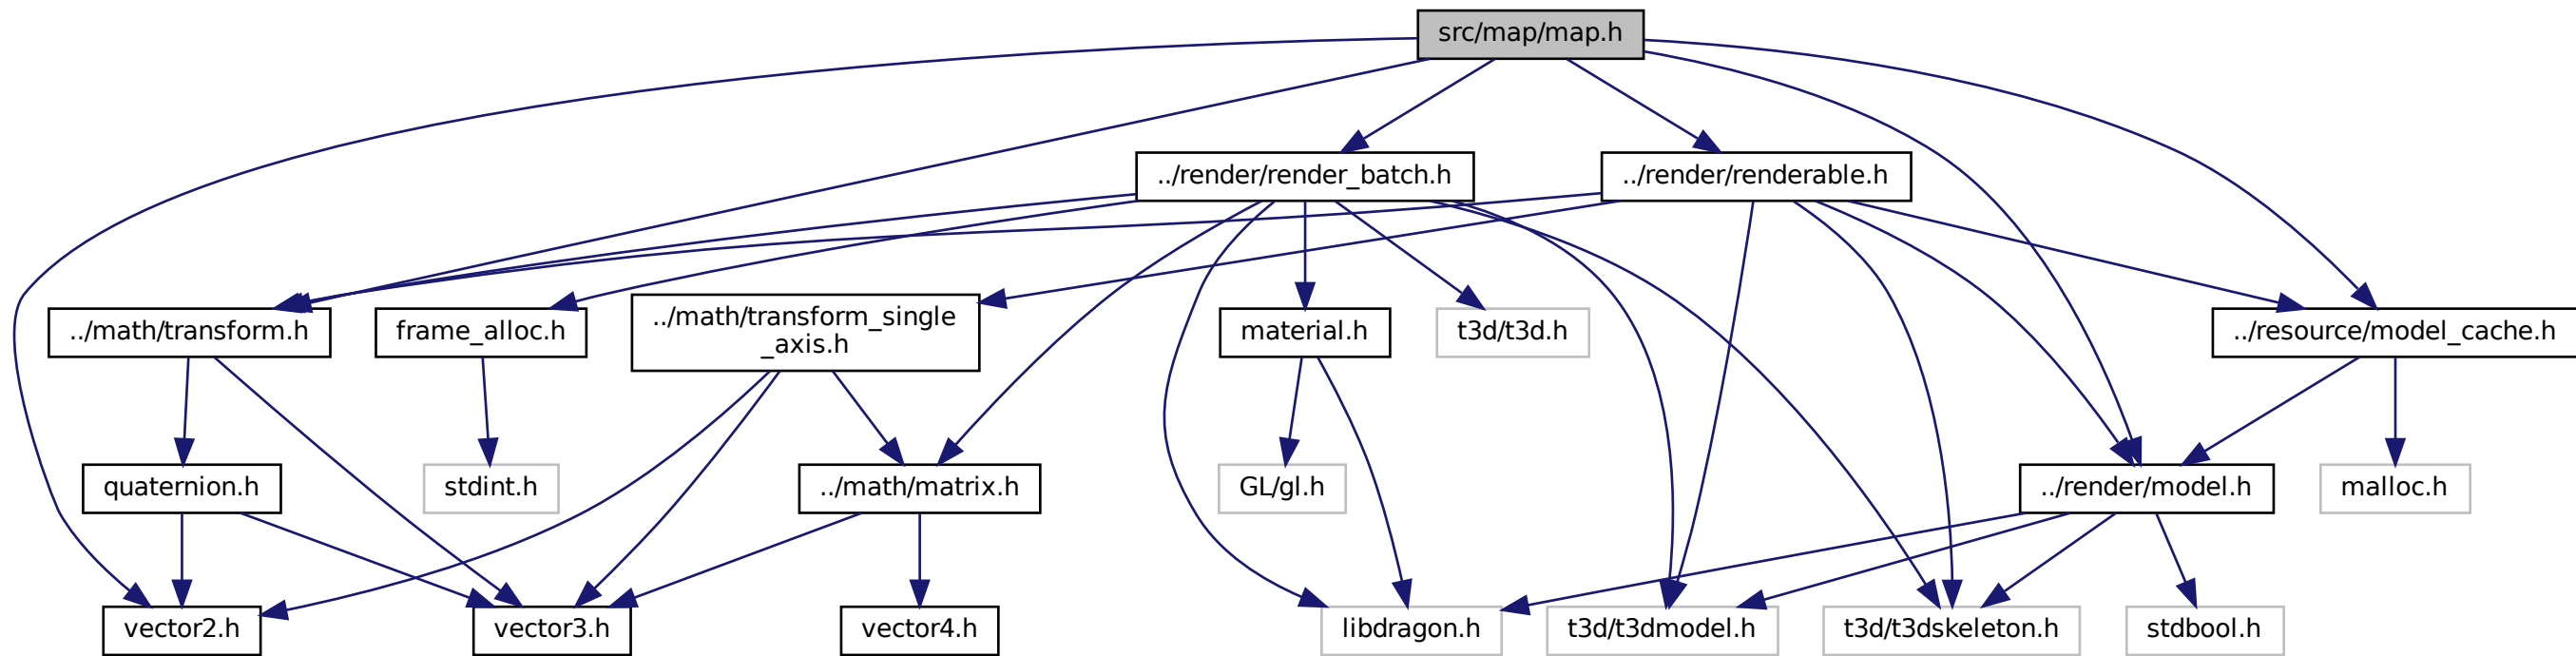 src/map/map.h
../render/render_batch.h
../render/renderable.h
../math/transform.h
frame_alloc.h
../math/transform_single
_axis.h
material.h
t3d/t3d.h
../resource/model_cache.h
quaternion.h
stdint.h
../math/matrix.h
GL/gl.h
../render/model.h
malloc.h
vector2.h
vector3.h
vector4.h
libdragon.h
t3d/t3dmodel.h
t3d/t3dskeleton.h
stdbool.h